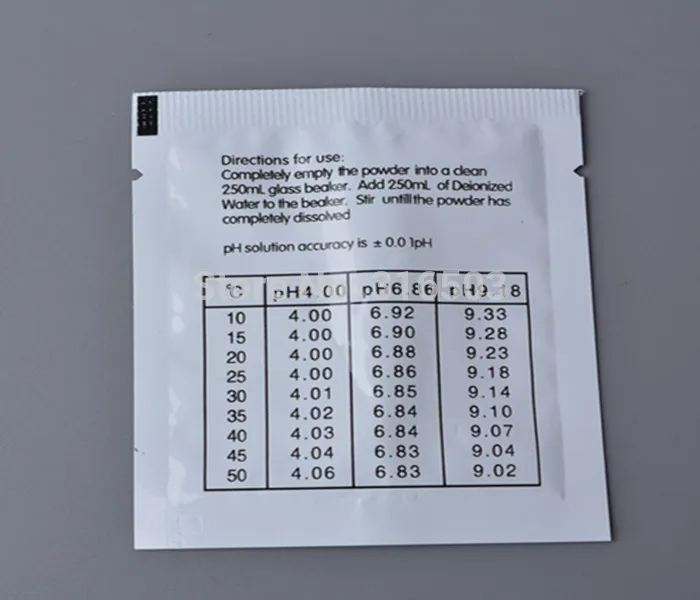 Directions for use:
Completely empty the powder into a clean
250mL glass beaker. Add 250mL of Deionized
Water to the beaker. Stir untill the powder has
completely dissolved
pH solution accuracy is ± 0.01pH
°C pH4.00 pH6.86 pH9.18
10 4.00 6.92 9.33
15 4.00 6.90 9.28
20 4.00 6.88 9.23
25 4.00 6.86 9.18
30 4.01 6.85 9.14
35 4.02 6.84 9.10
40 4.03 6.84 9.07
45 4.04 6.83 9.04
50 4.06 6.83 9.02